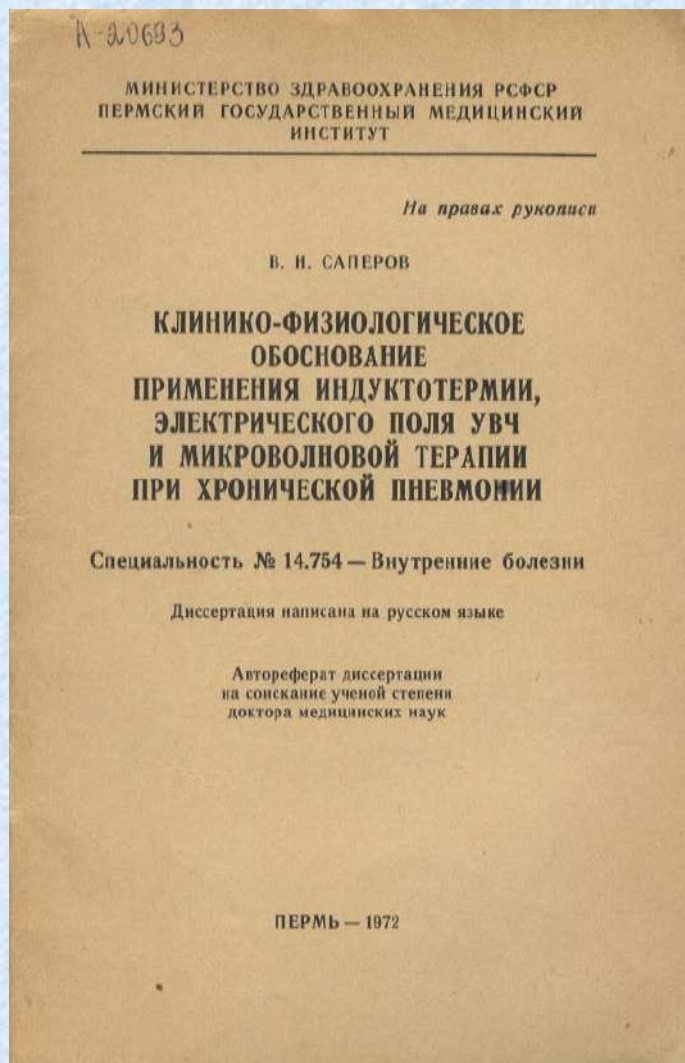 А-20693
МИНИСТЕРСТВО ЗДРАВООХРАНЕНИЯ РСФСР
ПЕРМСКИЙ ГОСУДАРСТВЕННЫЙ МЕДИЦИНСКИЙ
ИНСТИТУТ
На правах рукописи
В. Н. САПЕРОВ
КЛИНИКО-ФИЗИОЛОГИЧЕСКОЕ
ОБОСНОВАНИЕ
ПРИМЕНЕНИЯ ИНДУКТОТЕРМИИ,
ЭЛЕКТРИЧЕСКОГО ПОЛЯ УВЧ
И МИКРОВОЛНОВОЙ ТЕРАПИИ
ПРИ ХРОНИЧЕСКОЙ ПНЕВМОНИИ
Специальность № 14.754 — Внутренние болезни
Диссертация написана на русском языке
Автореферат диссертации
на соискание ученой степени
доктора медицинских наук
ПЕРМЬ — 1972